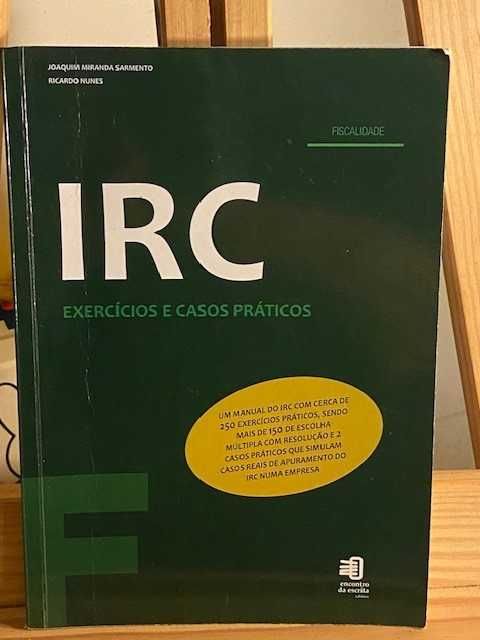 JOAQUIM MIRANDA SARMENTO
RICARDO NUNES
FISCALIDADE
IRC
EXERCÍCIOS E CASOS PRÁTICOS
UM MANUAL DO IRC COM CERCA DE
250 EXERCÍCIOS PRÁTICOS, SENDO
MAIS DE 150 DE ESCOLHA
MÚLTIPLA COM RESOLUÇÃO E 2
CASOS PRÁTICOS QUE SIMULAM
CASOS REAIS DE APURAMENTO DO
IRC NUMA EMPRESA
F
encontro
da escrita